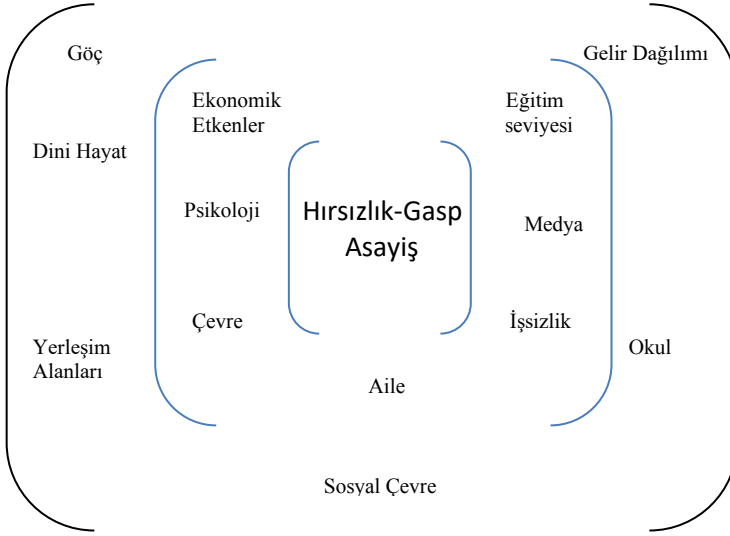 Göç
Gelir Dağılımı
Ekonomik
Etkenler
Eğitim
seviyesi
Dini Hayat
Psikoloji
Hırsızlık-Gasp
Asayiş
Medya
Çevre
İşsizlik
Yerleşim
Alanları
Okul
Aile
Sosyal Çevre